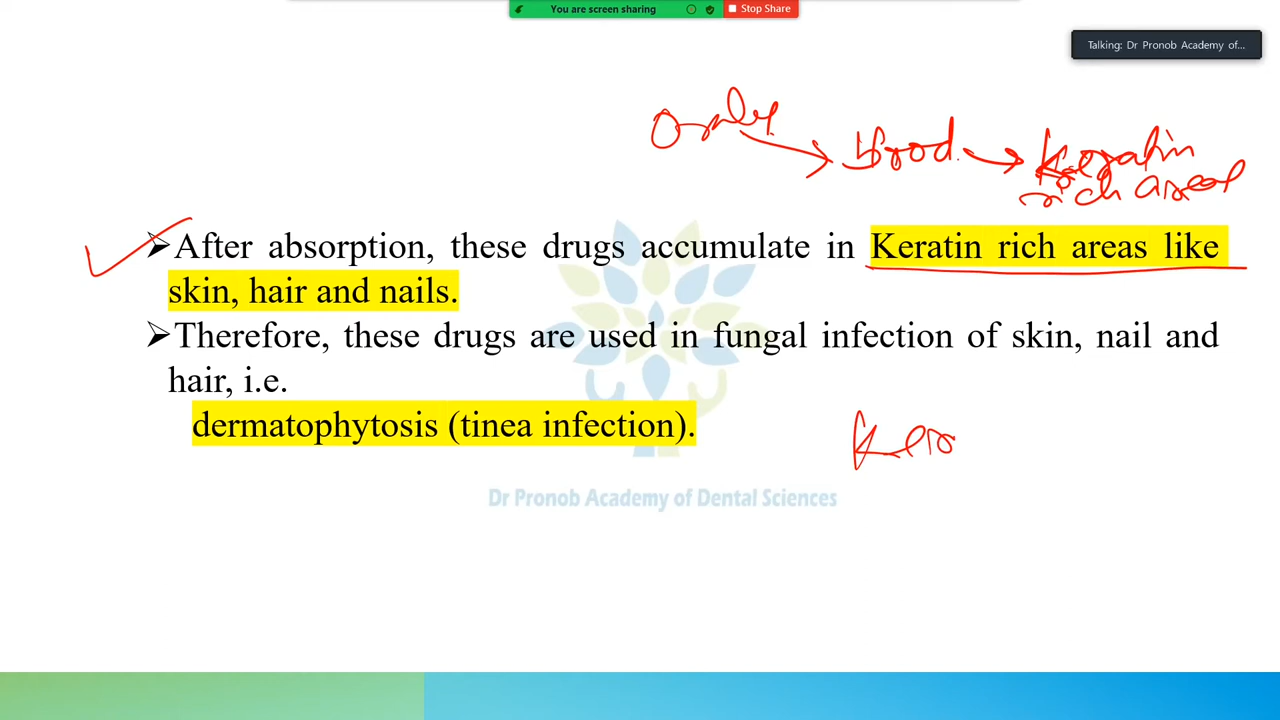 You are screen sharing
Stop Share
Talking: Dr Pronob Academy of...
Orally
blood
Keratin
rich areas
➢After absorption, these drugs accumulate in Keratin rich areas like
skin, hair and nails.
➢Therefore, these drugs are used in fungal infection of skin, nail and
hair, i.e.
dermatophytosis (tinea infection).
Ker
Dr Pronob Academy of Dental Sciences